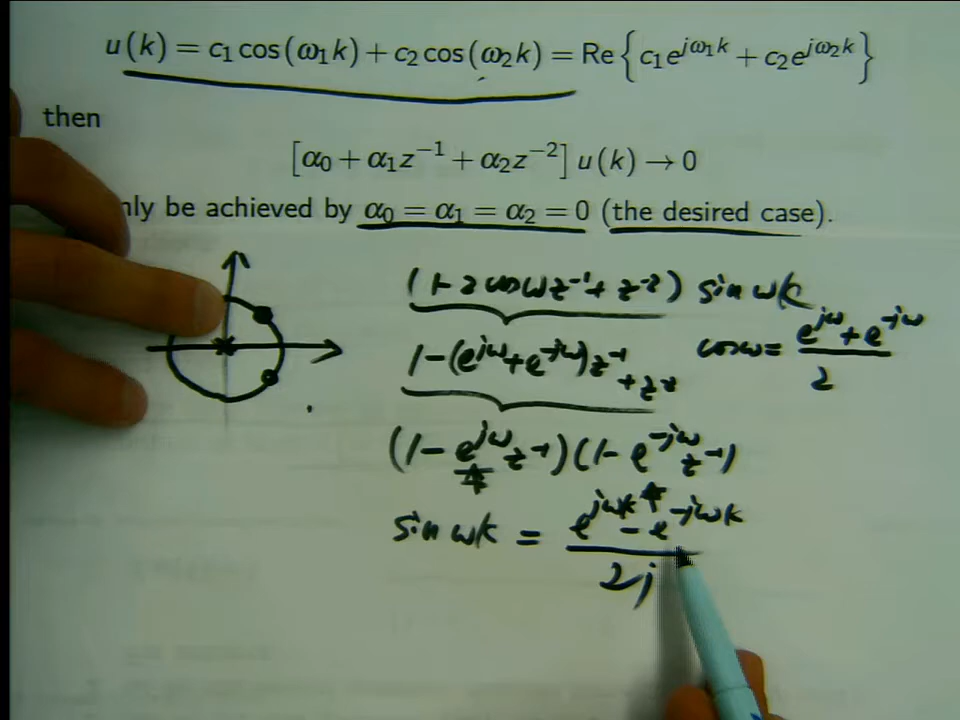 u(k) = c₁ cos(ω₁k) + c₂ cos(ω₂k) = Re{c₁e^{jω₁k} + c₂e^{jω₂k}}
then
[α₀ + α₁z⁻¹ + α₂z⁻²] u(k) → 0
nly be achieved by α₀ = α₁ = α₂ = 0 (the desired case).
(1 - 2 cosω z⁻¹ + z⁻²) sin ωk
cosω = (e^{jω} + e^{-jω}) / 2
1 - (e^{jω} + e^{-jω}) z⁻¹ + z⁻²
(1 - e^{jω} z⁻¹)(1 - e^{-jω} z⁻¹)
sin ωk = (e^{jωk} - e^{-jωk}) / 2j